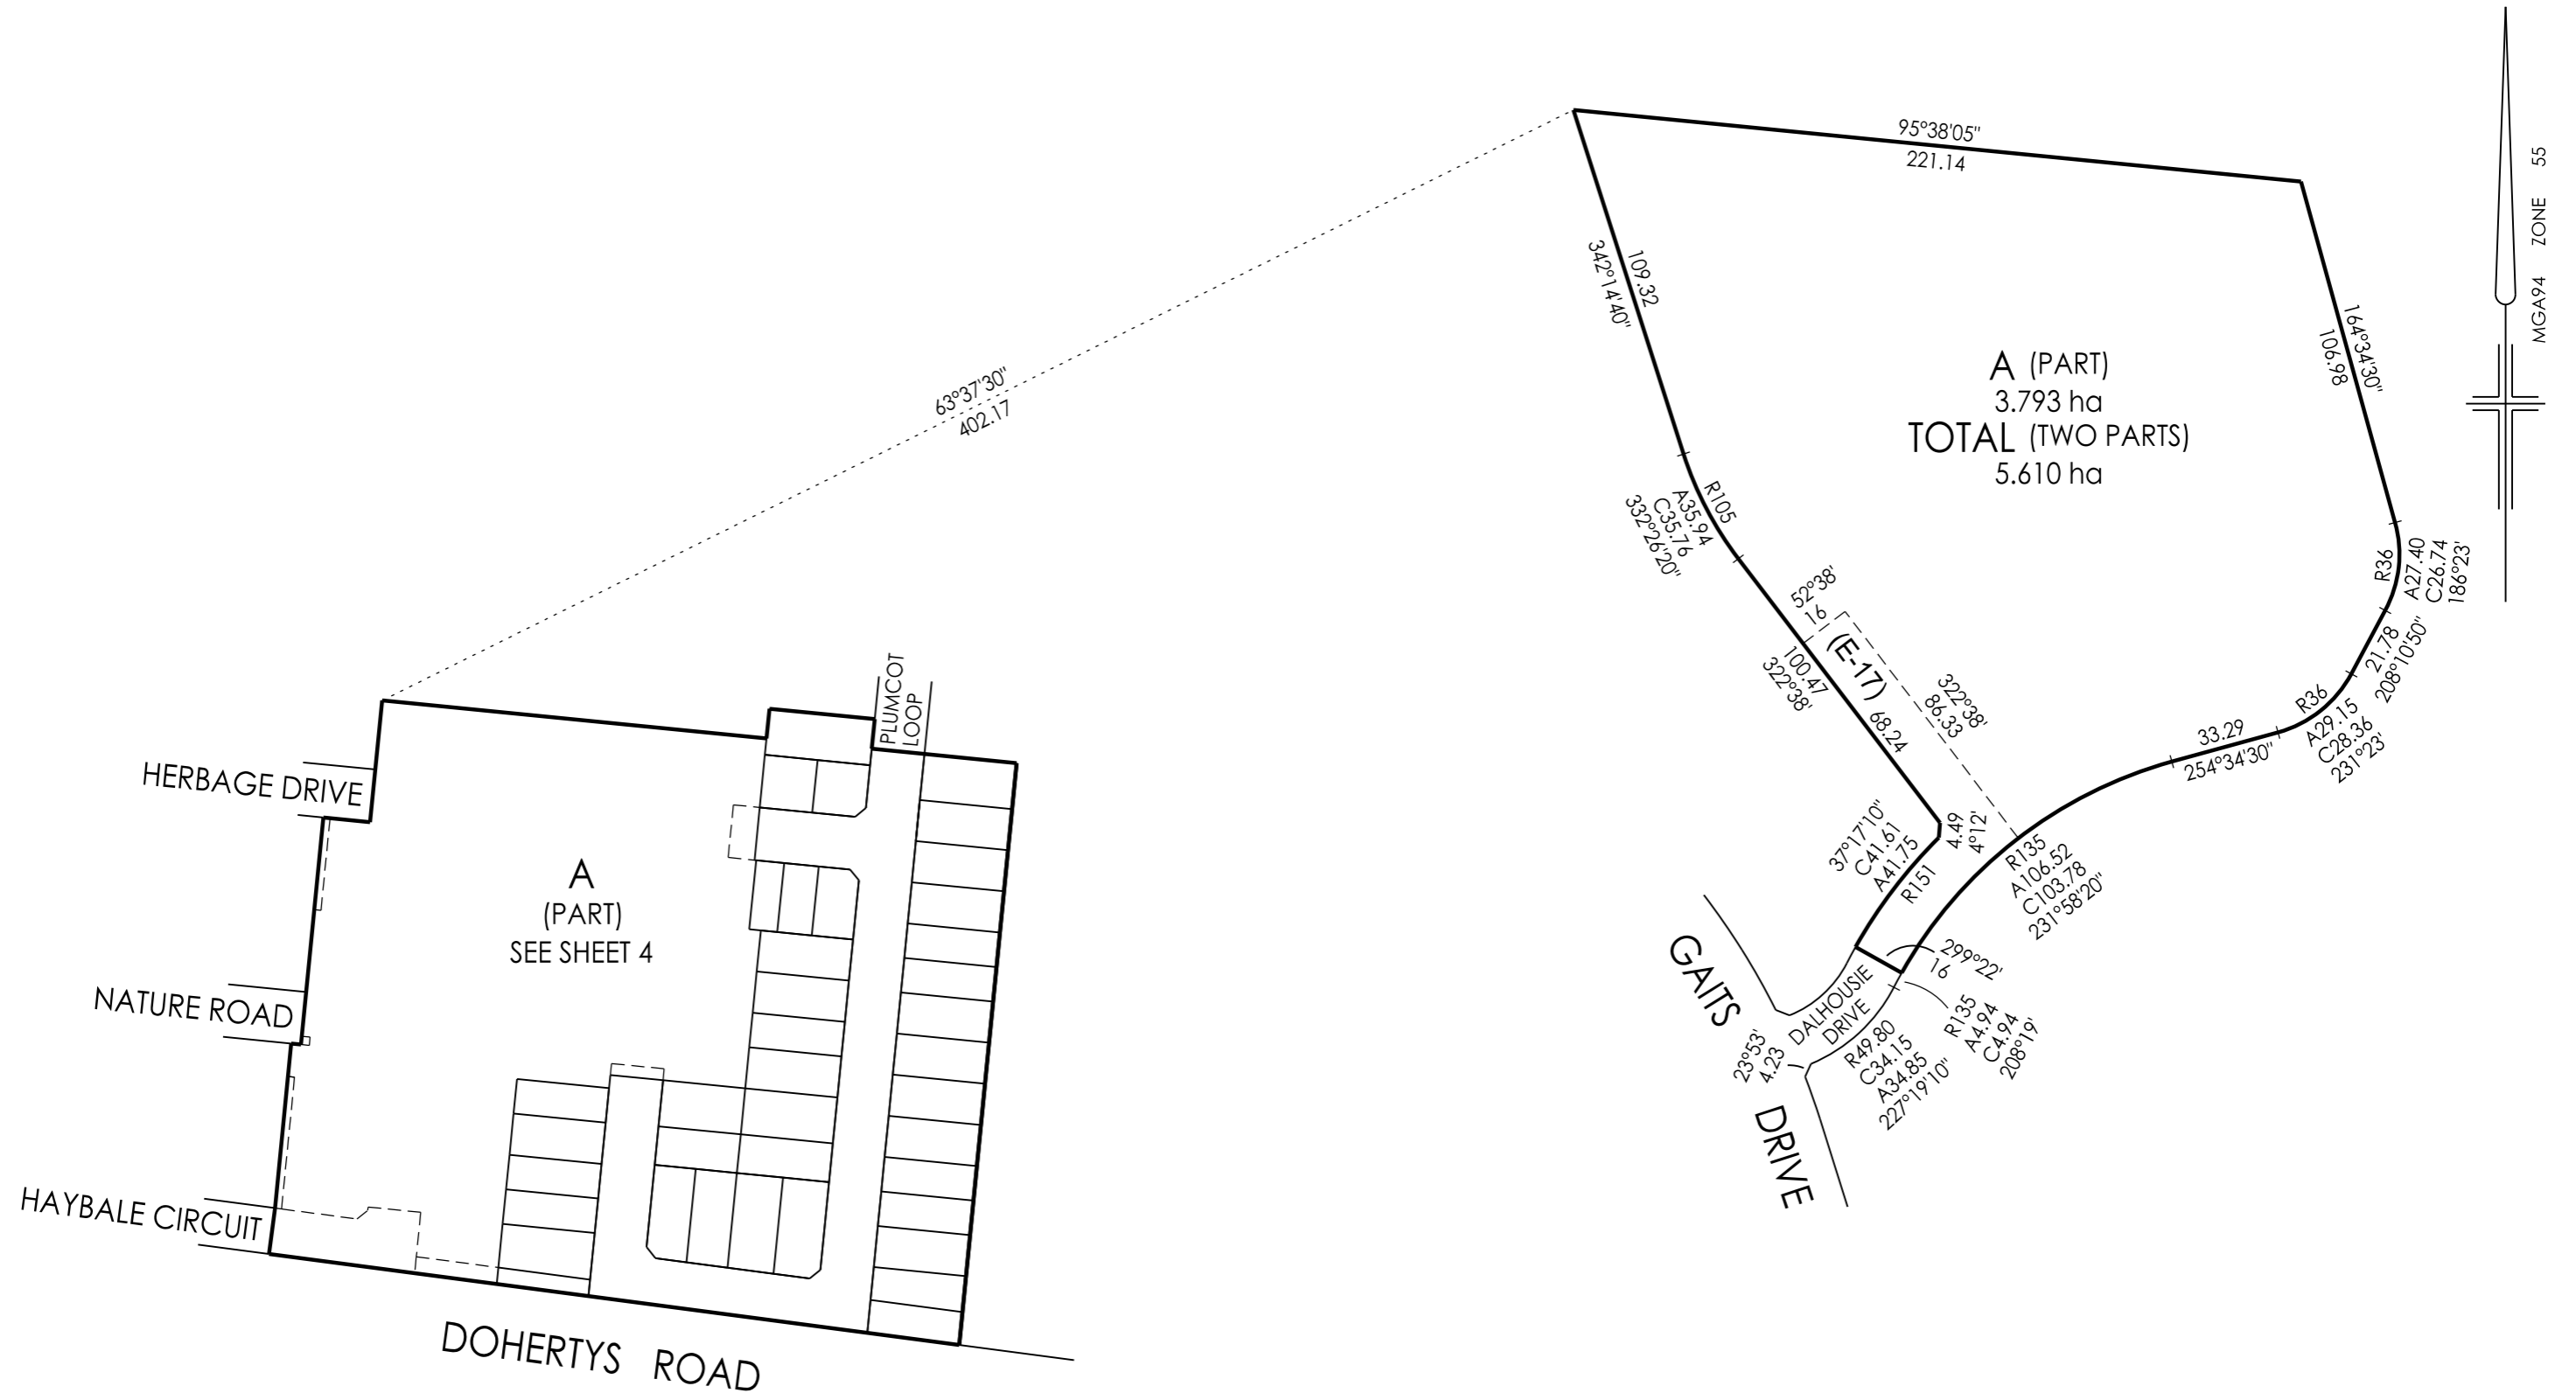 95°38'05"
221.14
MGA94 ZONE 55
342°14'40"
109.32
164°34'30"
106.98
A (PART)
3.793 ha
TOTAL (TWO PARTS)
5.610 ha
63°37'30"
402.17
R105
A35.94
C35.76
332°26'20"
R36
A27.40
C26.74
186°23'
52°38'
16
(E-17)
100.47
322°38'
68.24
322°38'
86.33
21.78
208°10'50"
R36
A29.15
C28.36
231°23'
33.29
254°34'30"
4.49
4°12'
37°17'10"
C41.61
A41.75
R151
R135
A106.52
C103.78
231°58'20"
299°22'
16
R135
A4.94
C4.94
208°19'
DALHOUSIE
DRIVE
R49.80
C34.15
A34.85
227°19'10"
23°53'
4.23
GAITS DRIVE
PLUMCOT
LOOP
HERBAGE DRIVE
A
(PART)
SEE SHEET 4
NATURE ROAD
HAYBALE CIRCUIT
DOHERTYS ROAD